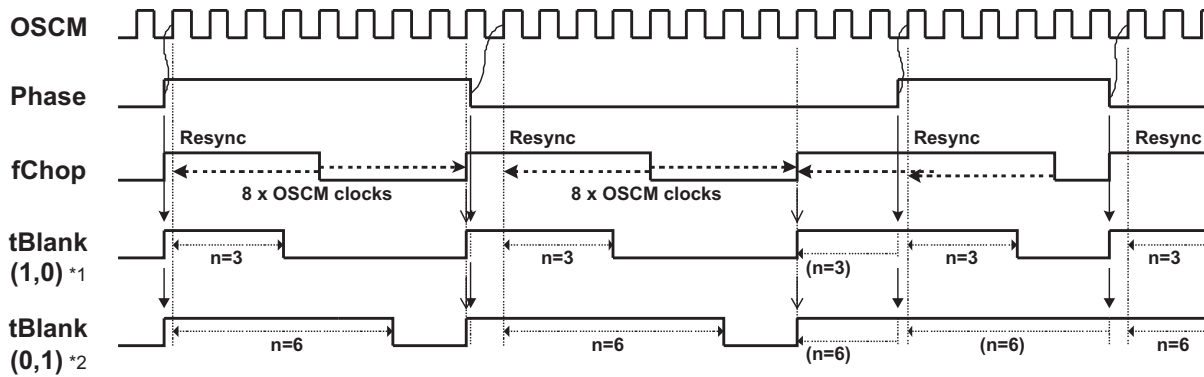 OSCM
Phase
Resync Resync Resync Resync
fChop
8 x OSCM clocks 8 x OSCM clocks
tBlank
(1,0) *1
n=3 n=3 (n=3) n=3 n=3
tBlank
(0,1) *2
n=6 n=6 (n=6) (n=6) n=6